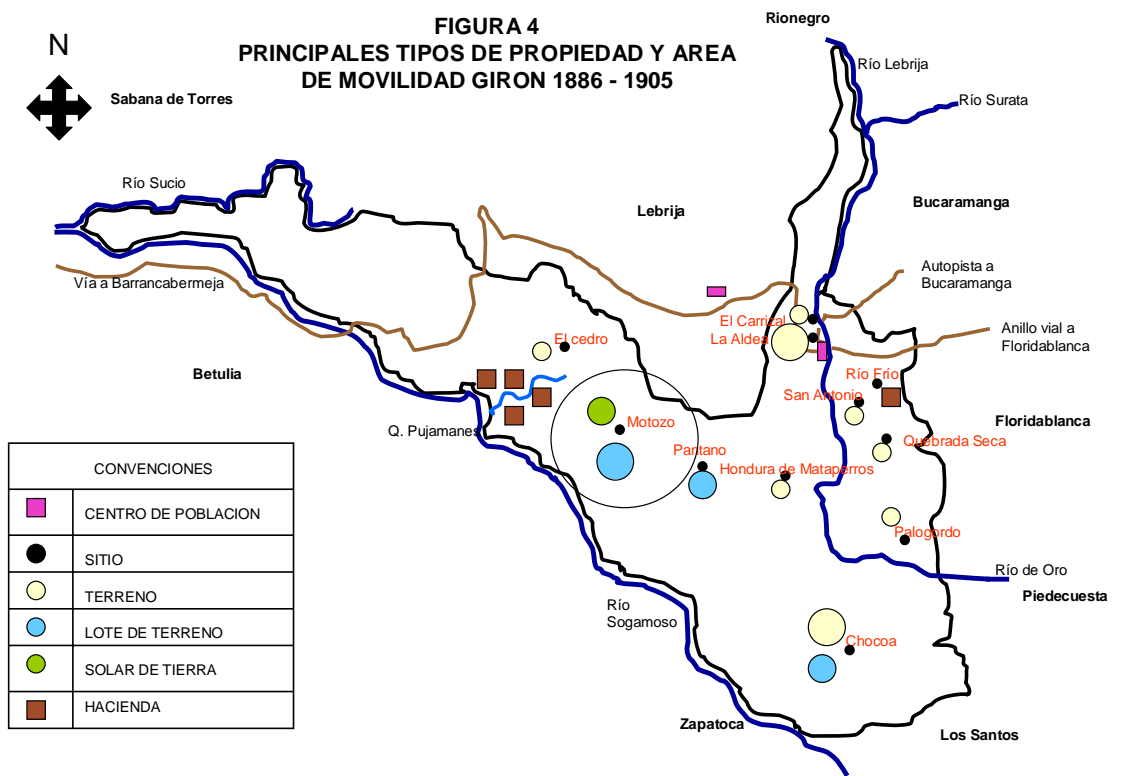 FIGURA 4
PRINCIPALES TIPOS DE PROPIEDAD Y AREA
DE MOVILIDAD GIRON 1886 - 1905
N
Rionegro
Río Lebrija
Sabana de Torres
Río Surata
Río Sucio
Lebrija
Bucaramanga
Vía a Barrancabermeja
Autopista a
Bucaramanga
El Carrizal
La Aldea
Anillo vial a
Floridablanca
El cedro
Betulia
Río Frío
San Antonio
Floridablanca
Q. Pujamanes
Motozo
Quebrada Seca
Pantano
Hondura de Mataperros
Palogordo
Río de Oro
Piedecuesta
Río
Sogamoso
Chocoa
Zapatoca
Los Santos
CONVENCIONES
CENTRO DE POBLACION
SITIO
TERRENO
LOTE DE TERRENO
SOLAR DE TIERRA
HACIENDA